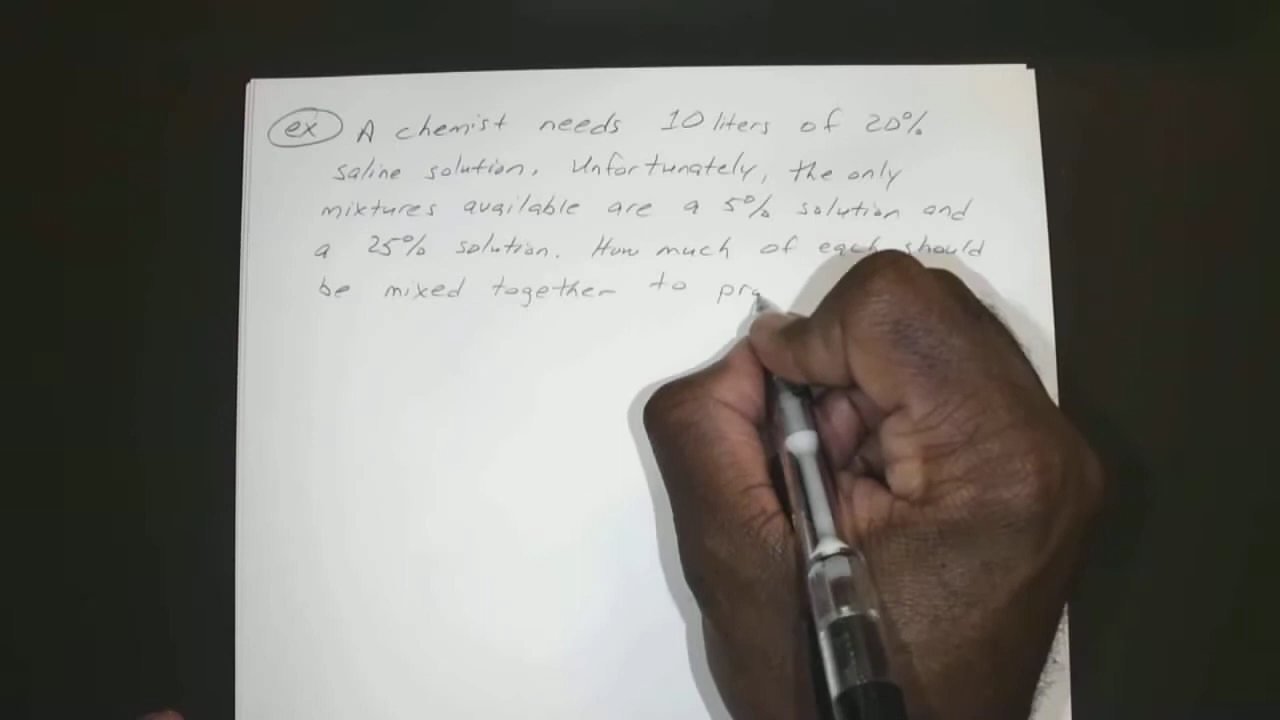 ex A chemist needs 10 liters of 20%
saline solution. Unfortunately, the only
mixtures available are a 5% solution and
a 25% solution. How much of each should
be mixed together to pro